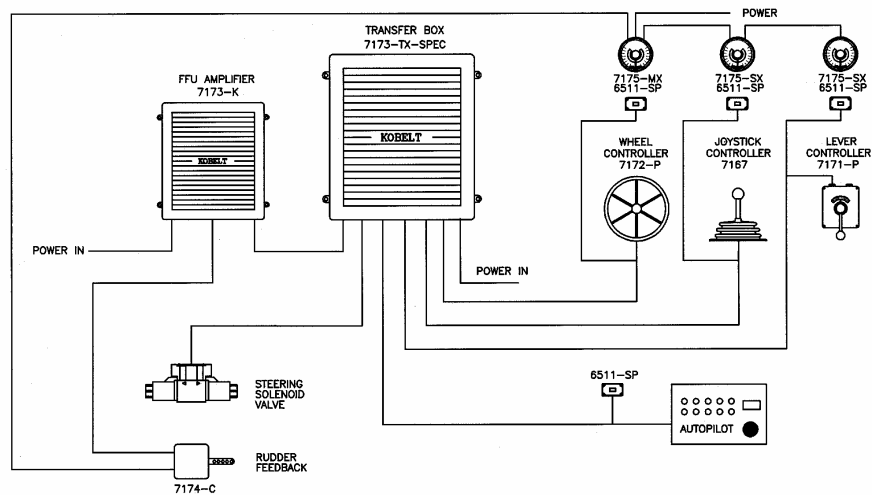 POWER
TRANSFER BOX
7173-TX-SPEC
FFU AMPLIFIER
7173-K
7175-MX
6511-SP
7175-SX
6511-SP
7175-SX
6511-SP
KOBELT
KOBELT
WHEEL
CONTROLLER
7172-P
JOYSTICK
CONTROLLER
7167
LEVER
CONTROLLER
7171-P
POWER IN
POWER IN
STEERING
SOLENOID
VALVE
6511-SP
AUTOPILOT
RUDDER
FEEDBACK
7174-C